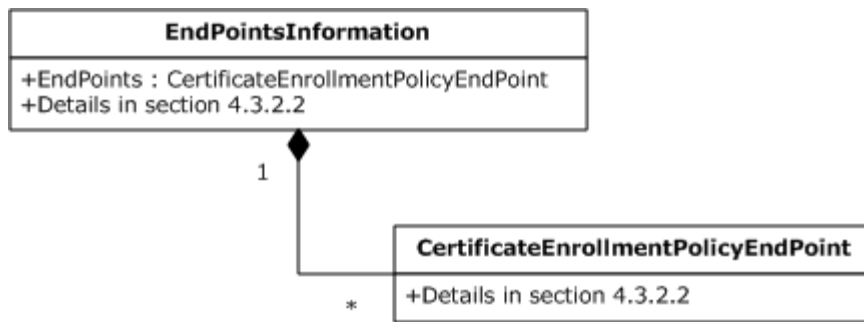 EndPointsInformation
+EndPoints : CertificateEnrollmentPolicyEndPoint
+Details in section 4.3.2.2
1
CertificateEnrollmentPolicyEndPoint
+Details in section 4.3.2.2
*